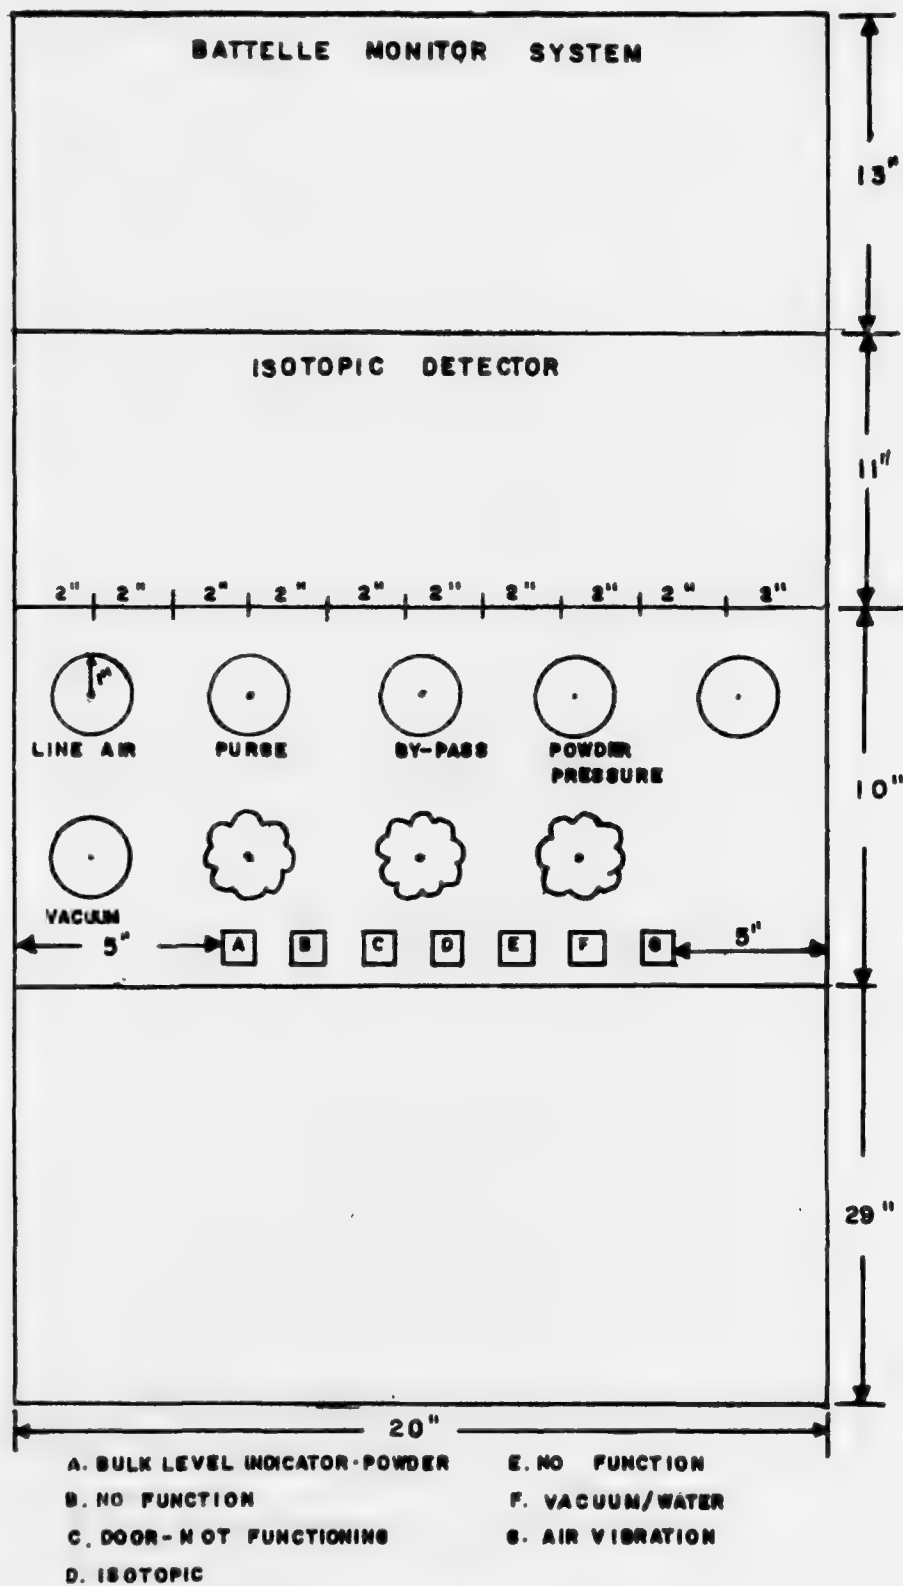 BATTELLE MONITOR SYSTEM
13"
ISOTOPIC DETECTOR
11"
2" 2" 2" 2" 2" 2" 2" 2" 2" 2"
1"
LINE AIR PURGE BY-PASS POWDER PRESSURE
10"
VACUUM
5" A B C D E F G 5"
29"
20"
A. BULK LEVEL INDICATOR-POWDER
B. NO FUNCTION
C. DOOR-NOT FUNCTIONING
D. ISOTOPIC
E. NO FUNCTION
F. VACUUM/WATER
G. AIR VIBRATION